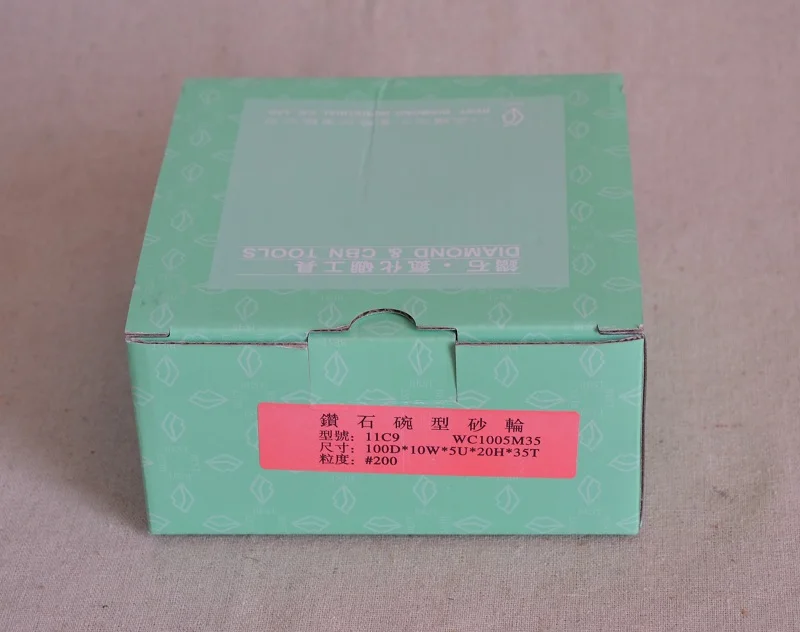 鑽石・氮化硼工具
DIAMOND & CBN TOOLS
鑽石碗型砂輪
型號: 11C9 WC1005M35
尺寸: 100D*10W*5U*20H*35T
粒度: #200